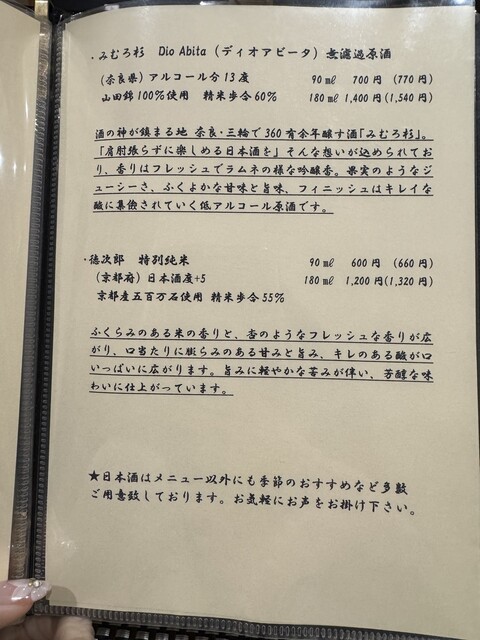 ・みむろ杉 Dio Abita（ディオアビータ）無濾過原酒
（奈良県）アルコール分13度 90㎖ 700円（770円）
山田錦100%使用 精米歩合60% 180㎖ 1,400円（1,540円）
酒の神が鎮まる地 奈良・三輪で360有余年醸す酒「みむろ杉」。
「肩肘張らずに楽しめる日本酒を」そんな想いが込められてお
り、香りはフレッシュでラムネの様な吟醸香。果実のようなジ
ューシーさ、ふくよかな甘味と旨味、フィニッシュはキレイな
酸に集倹されていく低アルコール原酒です。
・徳次郎 特別純米 90㎖ 600円（660円）
（京都府）日本酒度+5 180㎖ 1,200円（1,320円）
京都産五百万石使用 精米歩合55%
ふくらみのある米の香りと、杏のようなフレッシュな香りが広
がり、口当たりに膨らみのある甘みと旨み、キレのある酸が口
いっぱいに広がります。旨みに軽やかな苦みが伴い、芳醇な味
わいに仕上がっています。
★日本酒はメニュー以外にも季節のおすすめなど多数
ご用意致しております。お気軽にお声をお掛け下さい。